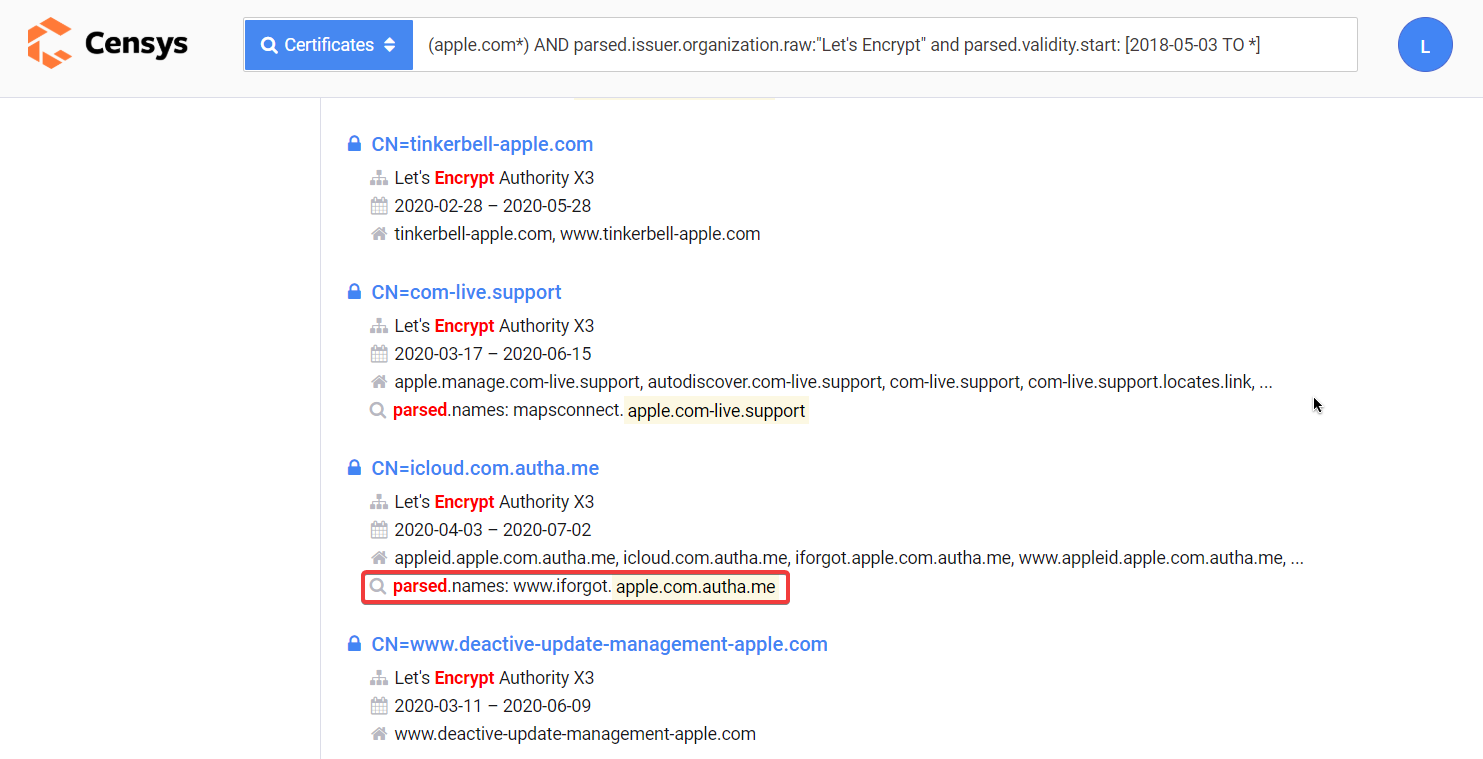 Censys
Certificates
(apple.com*) AND parsed.issuer.organization.raw:"Let's Encrypt" and parsed.validity.start: [2018-05-03 TO *]
L
CN=tinkerbell-apple.com
Let's Encrypt Authority X3
2020-02-28 – 2020-05-28
tinkerbell-apple.com, www.tinkerbell-apple.com
CN=com-live.support
Let's Encrypt Authority X3
2020-03-17 – 2020-06-15
apple.manage.com-live.support, autodiscover.com-live.support, com-live.support, com-live.support.locates.link, ...
parsed.names: mapsconnect. apple.com-live.support
CN=icloud.com.autha.me
Let's Encrypt Authority X3
2020-04-03 – 2020-07-02
appleid.apple.com.autha.me, icloud.com.autha.me, iforgot.apple.com.autha.me, www.appleid.apple.com.autha.me, ...
parsed.names: www.iforgot. apple.com.autha.me
CN=www.deactive-update-management-apple.com
Let's Encrypt Authority X3
2020-03-11 – 2020-06-09
www.deactive-update-management-apple.com